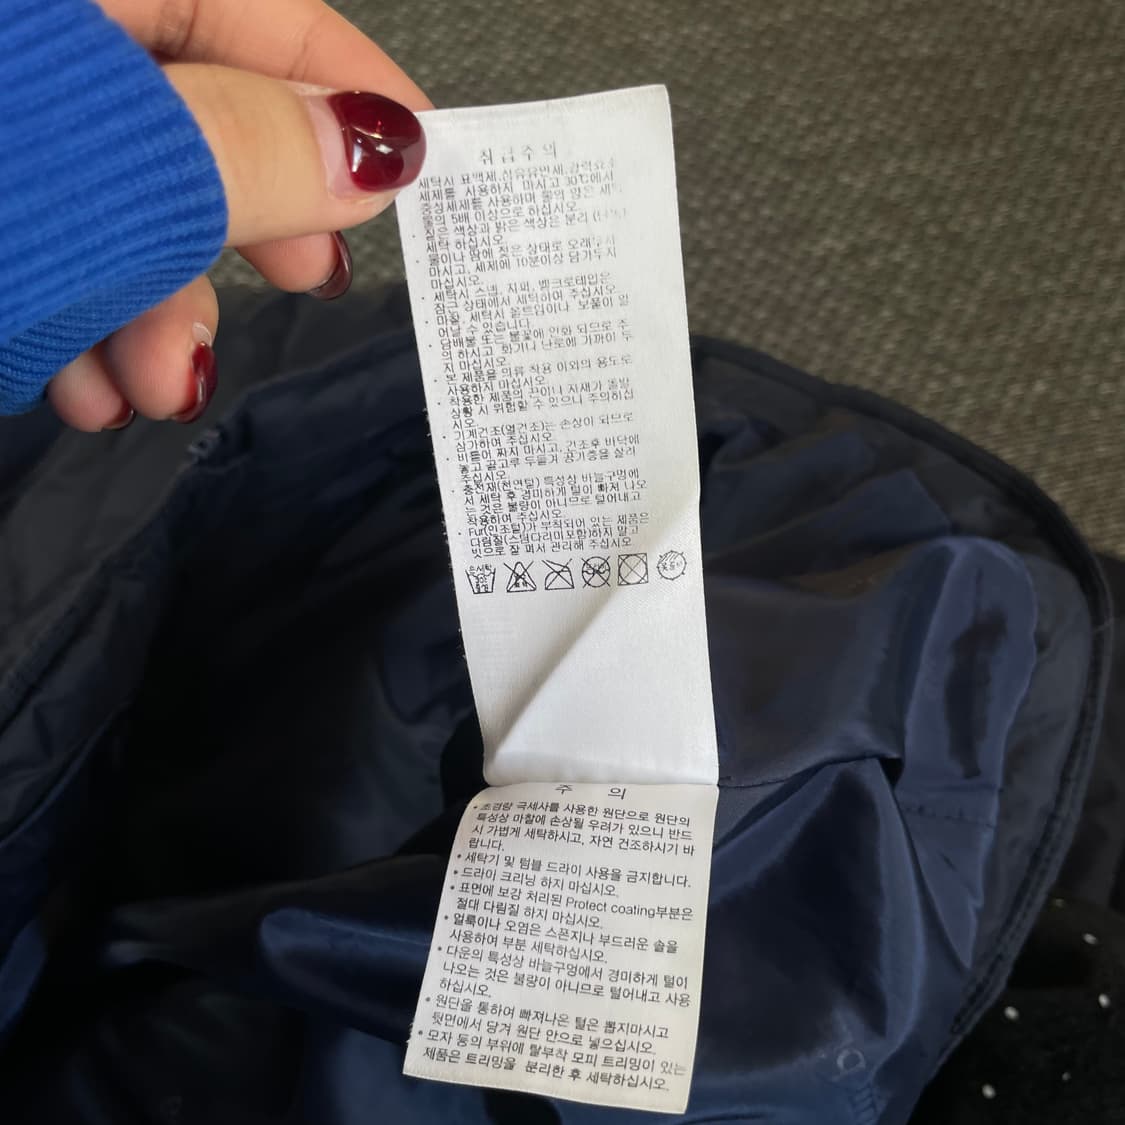 취급주의
세탁시 표백제,섬유유연제,강력효소
세제를 사용하지 마시고 30℃에서
중성세제를 사용하며 물의 양은 세탁
물의 5배 이상으로 하십시오.
짙은 색상과 밝은 색상은 분리
세탁 하십시오.
· 물이나 땀에 젖은 상태로 오래두지
마시고, 세제에 10분이상 담가두지
마십시오.
· 세탁시 스냅, 지퍼, 벨크로테입은
잠근 상태에서 세탁하여 주십시오.
· 마찰, 세탁시 올트임이나 보풀이 일
어날 수 있습니다.
· 담배불 또는 불꽃에 약화 되므로 주
의 하시고 화기나 난로에 가까이 두
지 마십시오.
· 본 제품을 의류 착용 이외의 용도로
사용하지 마십시오.
· 착용한 제품의 끈이나 지재가 돌발
상황 시 위험할 수 있으니 주의하십
시오.
· 기계건조(열건조)는 손상이 되므로
삼가하여 주십시오.
· 비틀어 짜지 마시고, 건조후 바닥에
놓고 골고루 두들겨 공기층을 살려
주십시오.
· 충전재(천연털) 특성상 바늘구멍에
서 세탁 후 경미하게 털이 빠져 나오
는 것은 불량이 아니므로 털어내고
착용하여 주십시오.
· Fur(인조털)가 부착되어 있는 제품은
다림질(스팀다리미포함)하지 말고
빗으로 잘 펴서 관리해 주십시오.
손세탁
주 의
• 초경량 극세사를 사용한 원단으로 원단의
특성상 마찰에 손상될 우려가 있으니 반드
시 가볍게 세탁하시고, 자연 건조하시기 바
랍니다.
• 세탁기 및 텀블 드라이 사용을 금지합니다.
• 드라이 크리닝 하지 마십시오.
• 표면에 보강 처리된 Protect coating부분은
절대 다림질 하지 마십시오.
• 얼룩이나 오염은 스폰지나 부드러운 솔을
사용하여 부분 세탁하십시오.
• 다운의 특성상 바늘구멍에서 경미하게 털이
나오는 것은 불량이 아니므로 털어내고 사용
하십시오.
• 원단을 통하여 빠져나온 털은 뽑지마시고
뒷면에서 당겨 원단 안으로 넣으십시오.
• 모자 등의 부위에 탈부착 모피 트리밍이 있는
제품은 트리밍을 분리한 후 세탁하십시오.